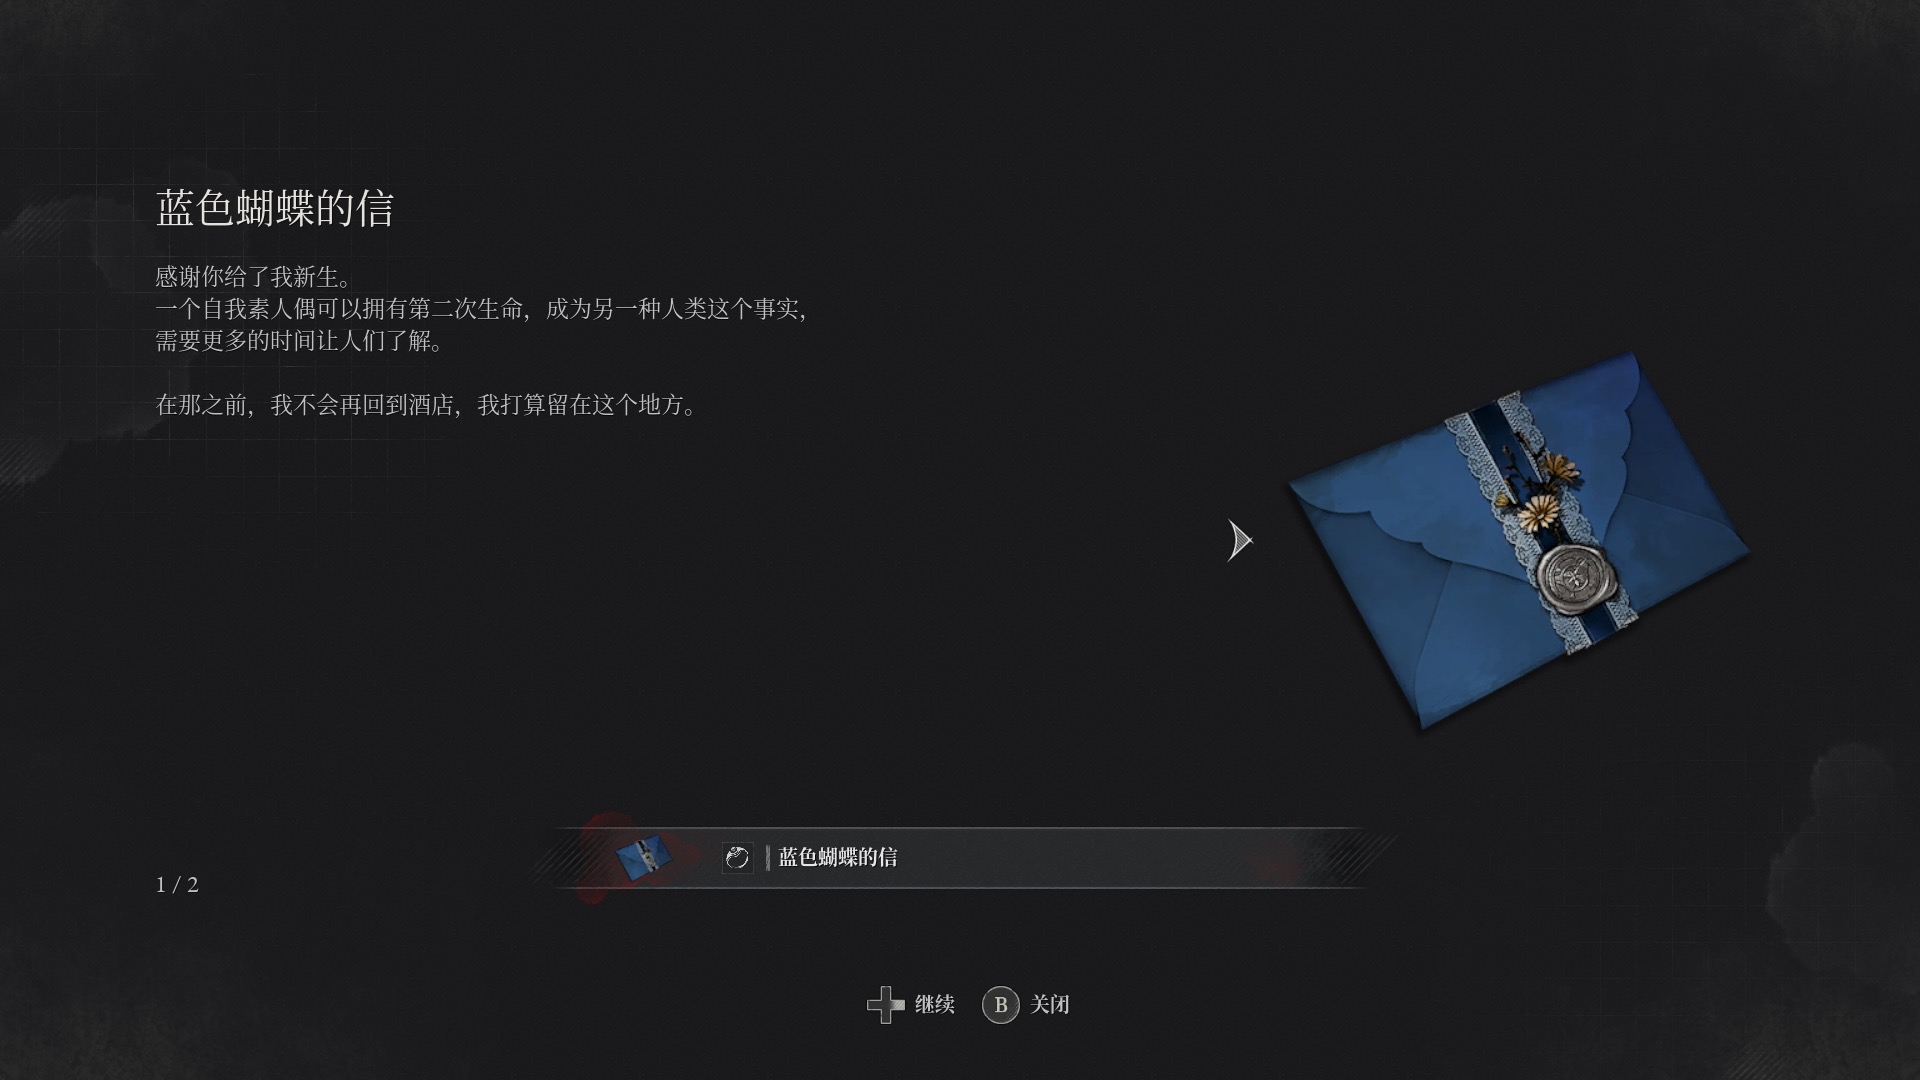 蓝色蝴蝶的信
感谢你给了我新生。
一个自我素人偶可以拥有第二次生命，成为另一种人类这个事实，
需要更多的时间让人们了解。
在那之前，我不会再回到酒店，我打算留在这个地方。
蓝色蝴蝶的信
1 / 2
继续 B 关闭